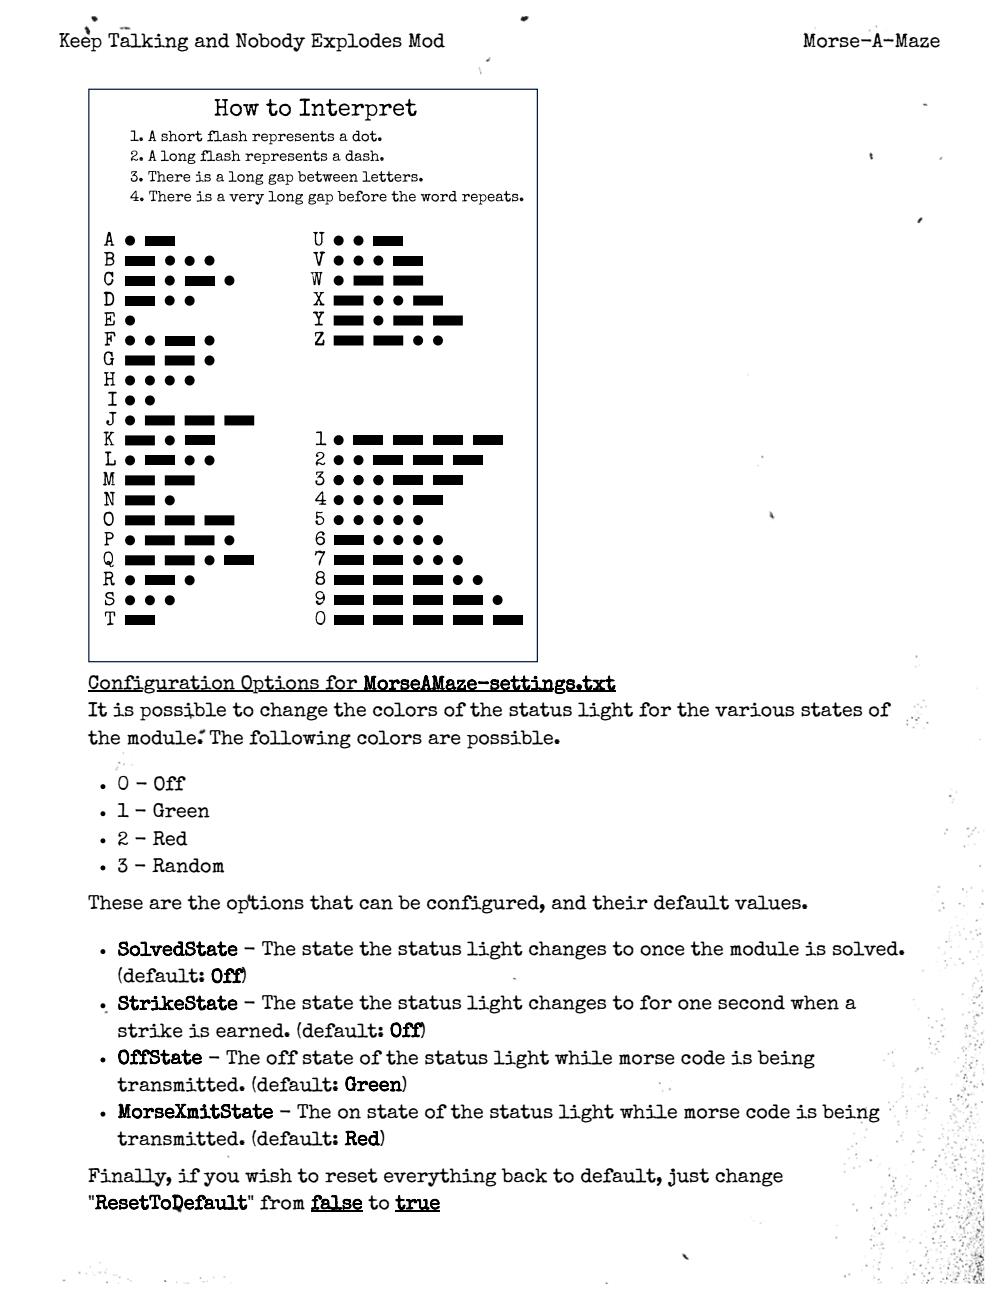 Keep Talking and Nobody Explodes Mod
Morse-A-Maze
How to Interpret
1. A short flash represents a dot.
2. A long flash represents a dash.
3. There is a long gap between letters.
4. There is a very long gap before the word repeats.
A
B
C
D
E
F
G
H
I
J
K
L
M
N
O
P
Q
R
S
T
U
V
W
X
Y
Z
1
2
3
4
5
6
7
8
9
0
Configuration Options for MorseAMaze-settings.txt
It is possible to change the colors of the status light for the various states of
the module. The following colors are possible.
• 0 - Off
• 1 - Green
• 2 - Red
• 3 - Random
These are the options that can be configured, and their default values.
• SolvedState - The state the status light changes to once the module is solved.
(default: Off)
• StrikeState - The state the status light changes to for one second when a
strike is earned. (default: Off)
• OffState - The off state of the status light while morse code is being
transmitted. (default: Green)
• MorseXmitState - The on state of the status light while morse code is being
transmitted. (default: Red)
Finally, if you wish to reset everything back to default, just change
"ResetToDefault" from false to true